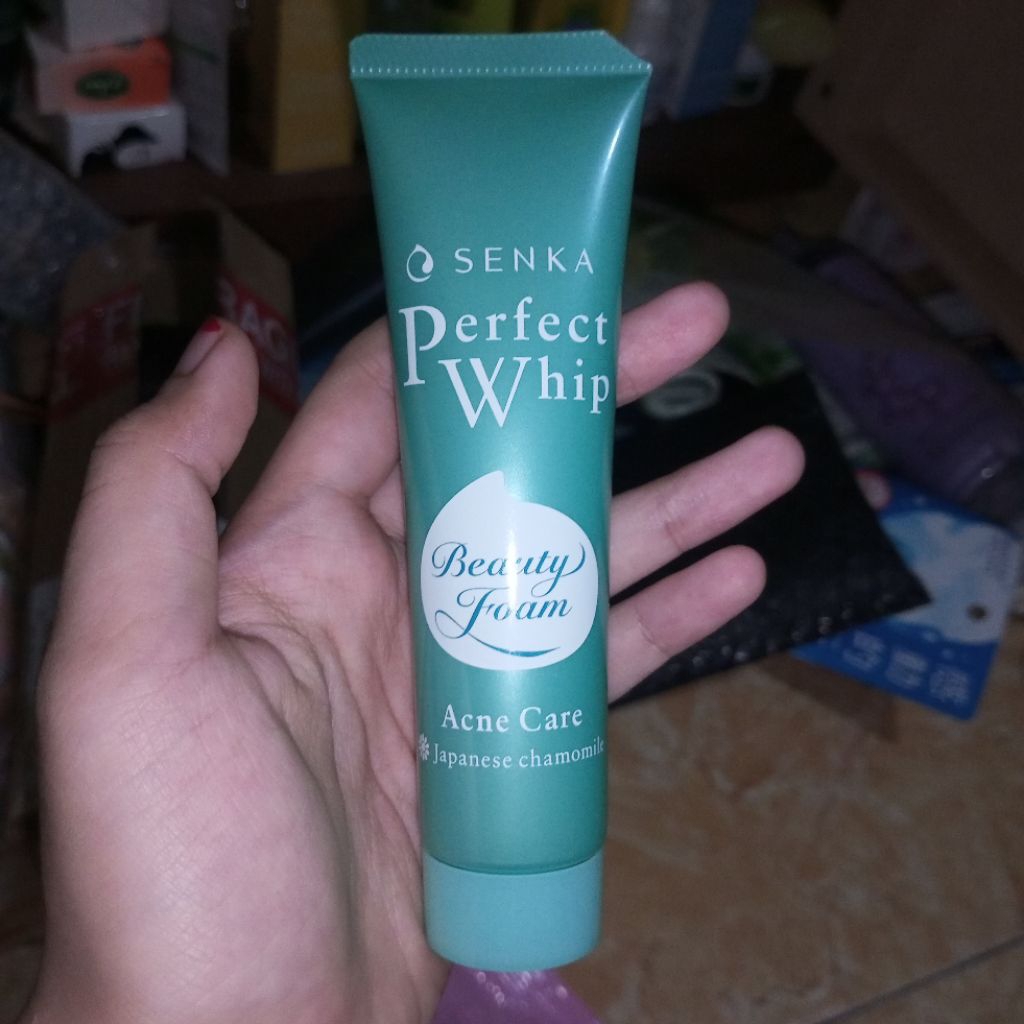 SENKA
Perfect
Whip
Beauty
Foam
Acne Care
Japanese chamomile